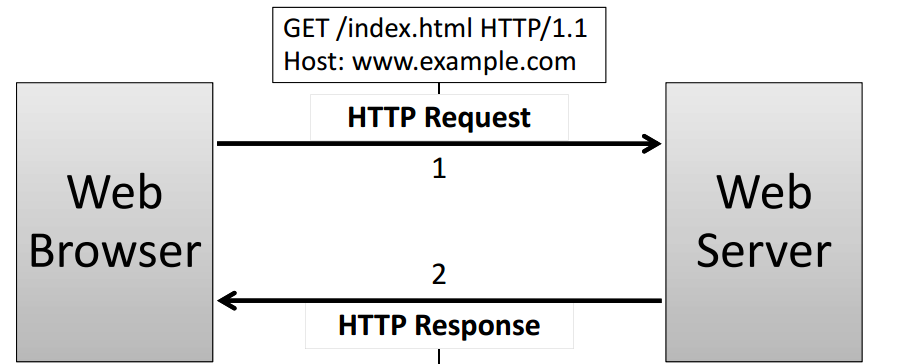 GET /index.html HTTP/1.1
Host: www.example.com
HTTP Request
1
Web
Browser
Web
Server
2
HTTP Response